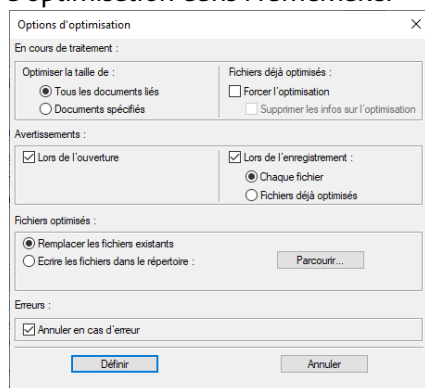 Options d'optimisation
En cours de traitement :
Optimiser la taille de :
Tous les documents liés
Documents spécifiés
Fichiers déjà optimisés :
Forcer l'optimisation
Supprimer les infos sur l'optimisation
Avertissements :
Lors de l'ouverture
Lors de l'enregistrement :
Chaque fichier
Fichiers déjà optimisés
Fichiers optimisés :
Remplacer les fichiers existants
Ecrire les fichiers dans le répertoire :
Parcourir...
Erreurs :
Annuler en cas d'erreur
Définir
Annuler